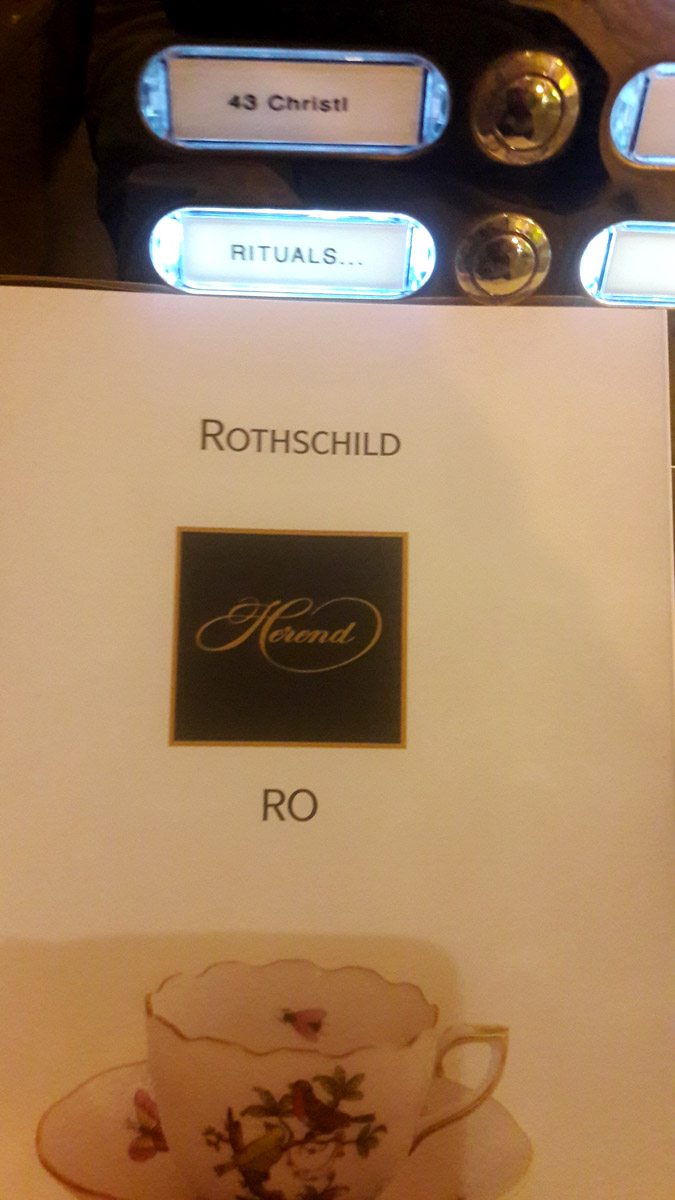 43 Christl
RITUALS...
ROTHSCHILD
Herend
RO